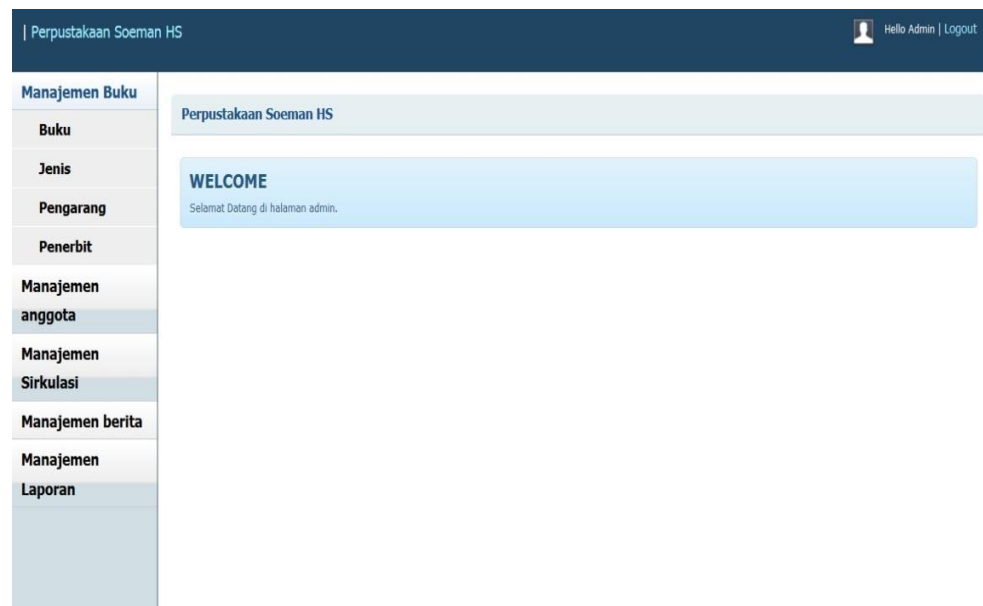 | Perpustakaan Soeman HS
Hello Admin | Logout
Manajemen Buku
Buku
Jenis
Pengarang
Penerbit
Manajemen
anggota
Manajemen
Sirkulasi
Manajemen berita
Manajemen
Laporan
Perpustakaan Soeman HS
WELCOME
Selamat Datang di halaman admin.